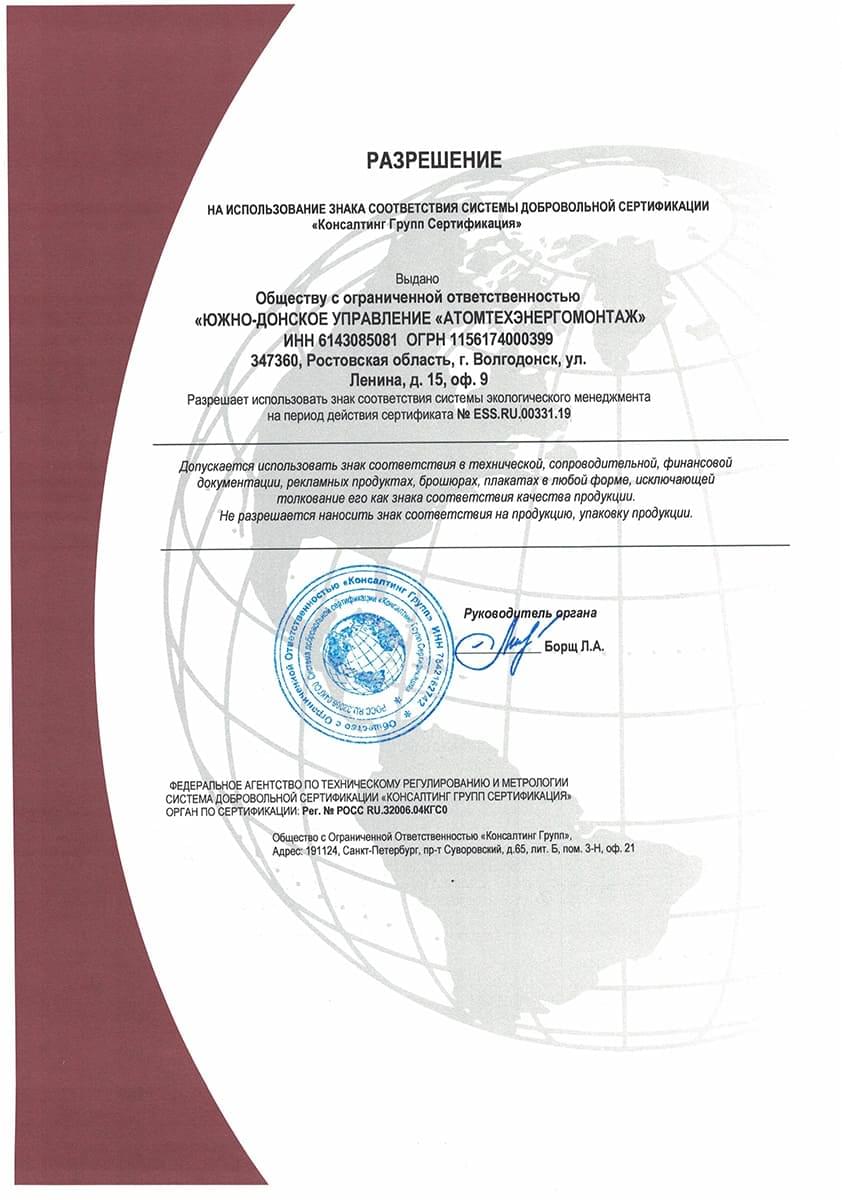 РАЗРЕШЕНИЕ
НА ИСПОЛЬЗОВАНИЕ ЗНАКА СООТВЕТСТВИЯ СИСТЕМЫ ДОБРОВОЛЬНОЙ СЕРТИФИКАЦИИ
«Консалтинг Групп Сертификация»
Выдано
Обществу с ограниченной ответственностью
«ЮЖНО-ДОНСКОЕ УПРАВЛЕНИЕ «АТОМТЕХЭНЕРГОМОНТАЖ»
ИНН 6143085081 ОГРН 1156174000399
347360, Ростовская область, г. Волгодонск, ул.
Ленина, д. 15, оф. 9
Разрешает использовать знак соответствия системы экологического менеджмента
на период действия сертификата № ESS.RU.00331.19
Допускается использовать знак соответствия в технической, сопроводительной, финансовой
документации, рекламных продуктах, брошюрах, плакатах в любой форме, исключающей
толкование его как знака соответствия качества продукции.
Не разрешается наносить знак соответствия на продукцию, упаковку продукции.
Общество с Ограниченной Ответственностью «Консалтинг Групп» ИНН 7842162742
Система добровольной сертификации «Консалтинг Групп Сертификация»
РОСС RU.32006.04КГС0
Руководитель органа
Борщ Л.А.
ФЕДЕРАЛЬНОЕ АГЕНТСТВО ПО ТЕХНИЧЕСКОМУ РЕГУЛИРОВАНИЮ И МЕТРОЛОГИИ
СИСТЕМА ДОБРОВОЛЬНОЙ СЕРТИФИКАЦИИ «КОНСАЛТИНГ ГРУПП СЕРТИФИКАЦИЯ»
ОРГАН ПО СЕРТИФИКАЦИИ: Рег. № РОСС RU.32006.04КГС0
Общество с Ограниченной Ответственностью «Консалтинг Групп»,
Адрес: 191124, Санкт-Петербург, пр-т Суворовский, д.65, лит. Б, пом. 3-Н, оф. 21